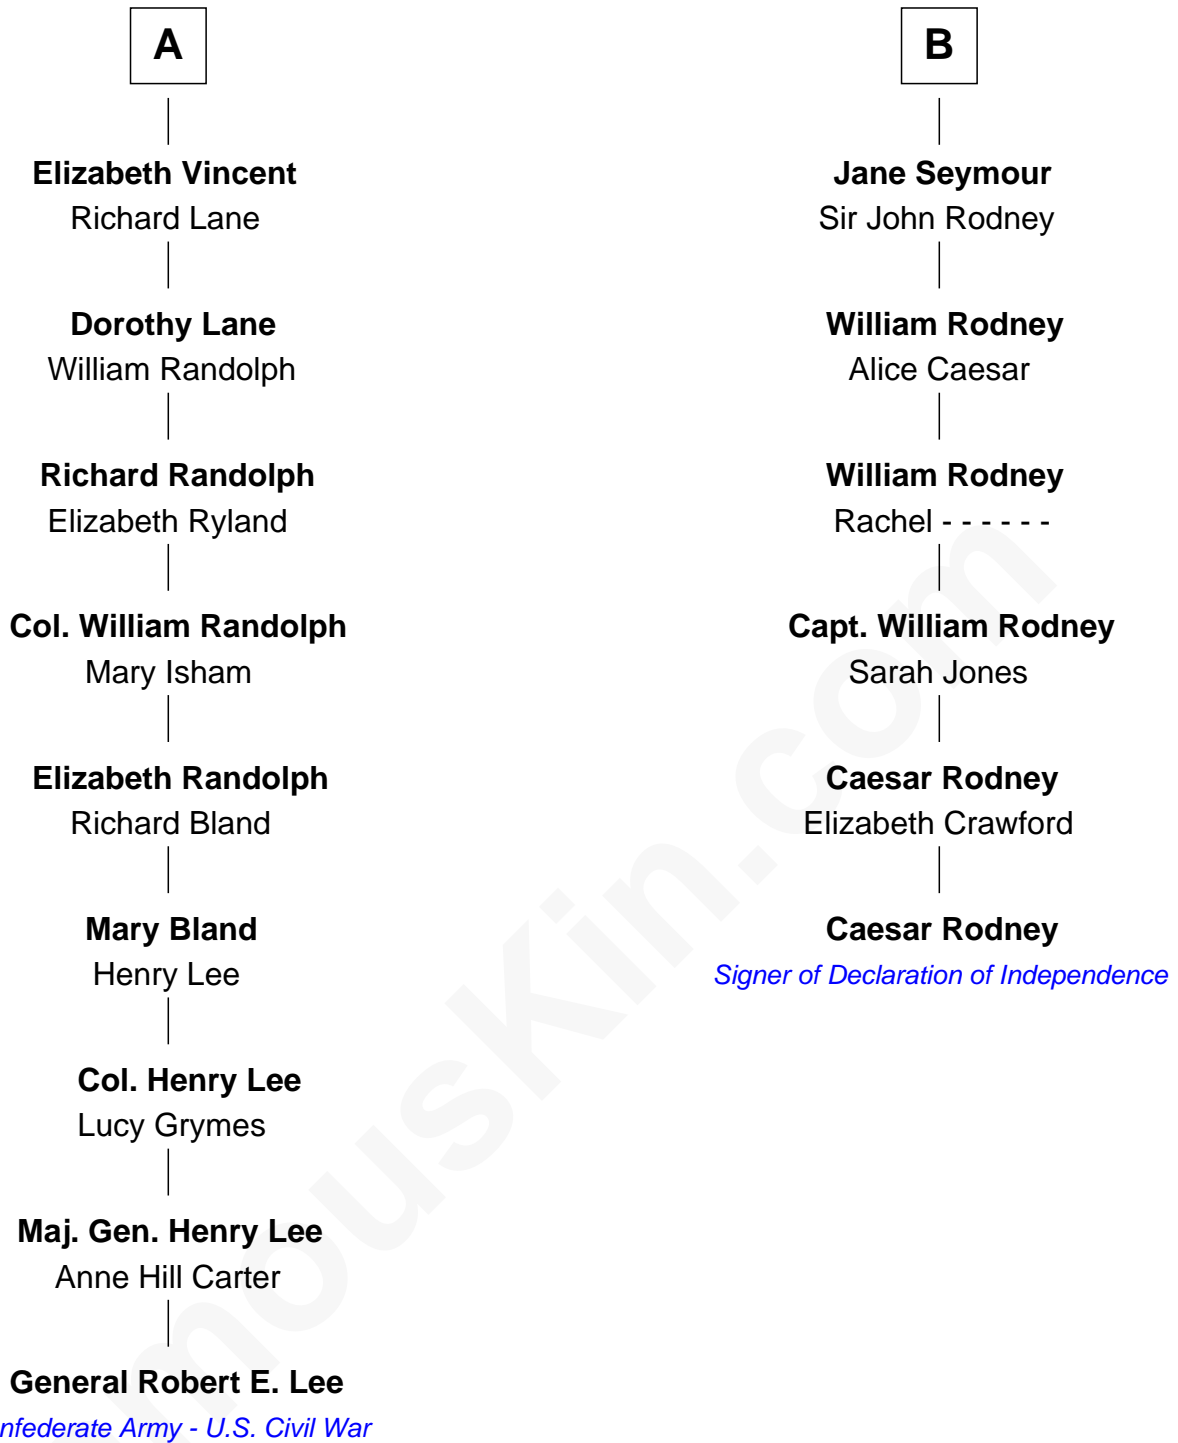 A
Elizabeth Vincent
Richard Lane
Dorothy Lane
William Randolph
Richard Randolph
Elizabeth Ryland
Col. William Randolph
Mary Isham
Elizabeth Randolph
Richard Bland
Mary Bland
Henry Lee
Col. Henry Lee
Lucy Grymes
Maj. Gen. Henry Lee
Anne Hill Carter
General Robert E. Lee
nfederate Army - U.S. Civil War
B
Jane Seymour
Sir John Rodney
William Rodney
Alice Caesar
William Rodney
Rachel - - - - - -
Capt. William Rodney
Sarah Jones
Caesar Rodney
Elizabeth Crawford
Caesar Rodney
Signer of Declaration of Independence
mousKin.com